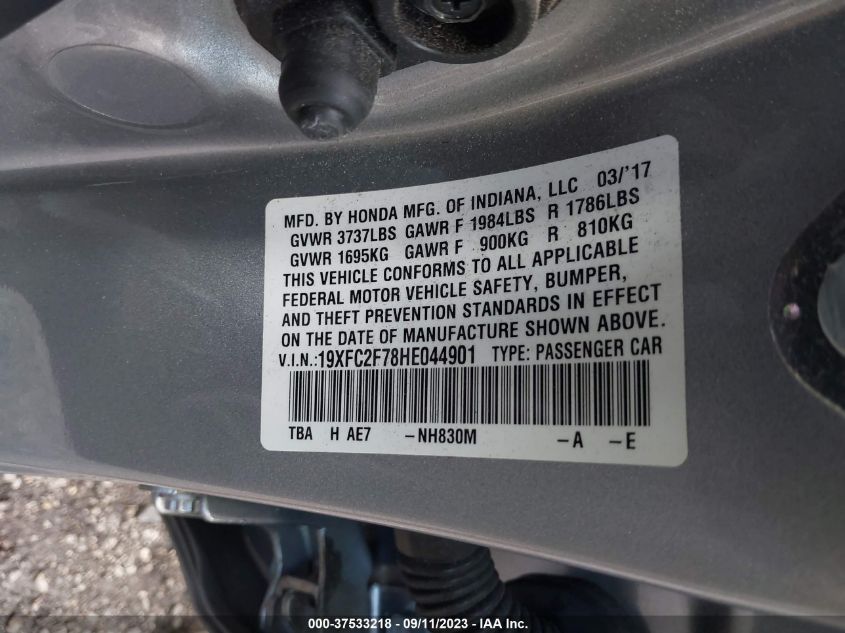 MFD. BY HONDA MFG. OF INDIANA, LLC 03/'17
GVWR 3737LBS GAWR F 1984LBS R 1786LBS
GVWR 1695KG GAWR F 900KG R 810KG
THIS VEHICLE CONFORMS TO ALL APPLICABLE
FEDERAL MOTOR VEHICLE SAFETY, BUMPER,
AND THEFT PREVENTION STANDARDS IN EFFECT
ON THE DATE OF MANUFACTURE SHOWN ABOVE.
V.I.N.:19XFC2F78HE044901 TYPE: PASSENGER CAR
TBA H AE7 -NH830M -A -E
000-37533218 - 09/11/2023 - IAA Inc.